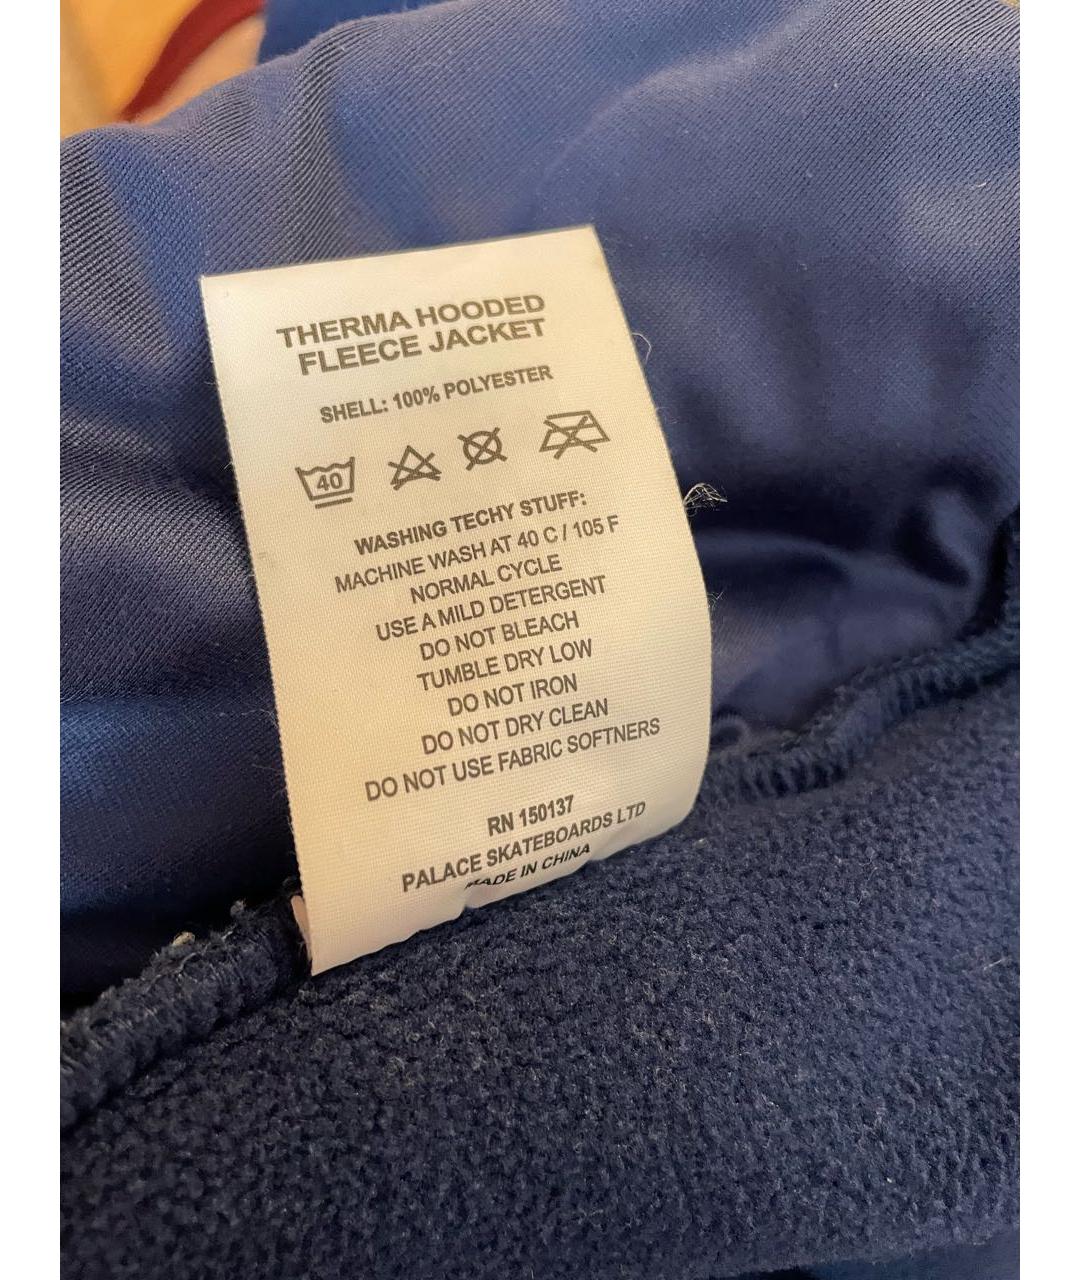 THERMA HOODED
FLEECE JACKET
SHELL: 100% POLYESTER
40
WASHING TECHY STUFF:
MACHINE WASH AT 40 C / 105 F
NORMAL CYCLE
USE A MILD DETERGENT
DO NOT BLEACH
TUMBLE DRY LOW
DO NOT IRON
DO NOT DRY CLEAN
DO NOT USE FABRIC SOFTNERS
RN 150137
PALACE SKATEBOARDS LTD
MADE IN CHINA